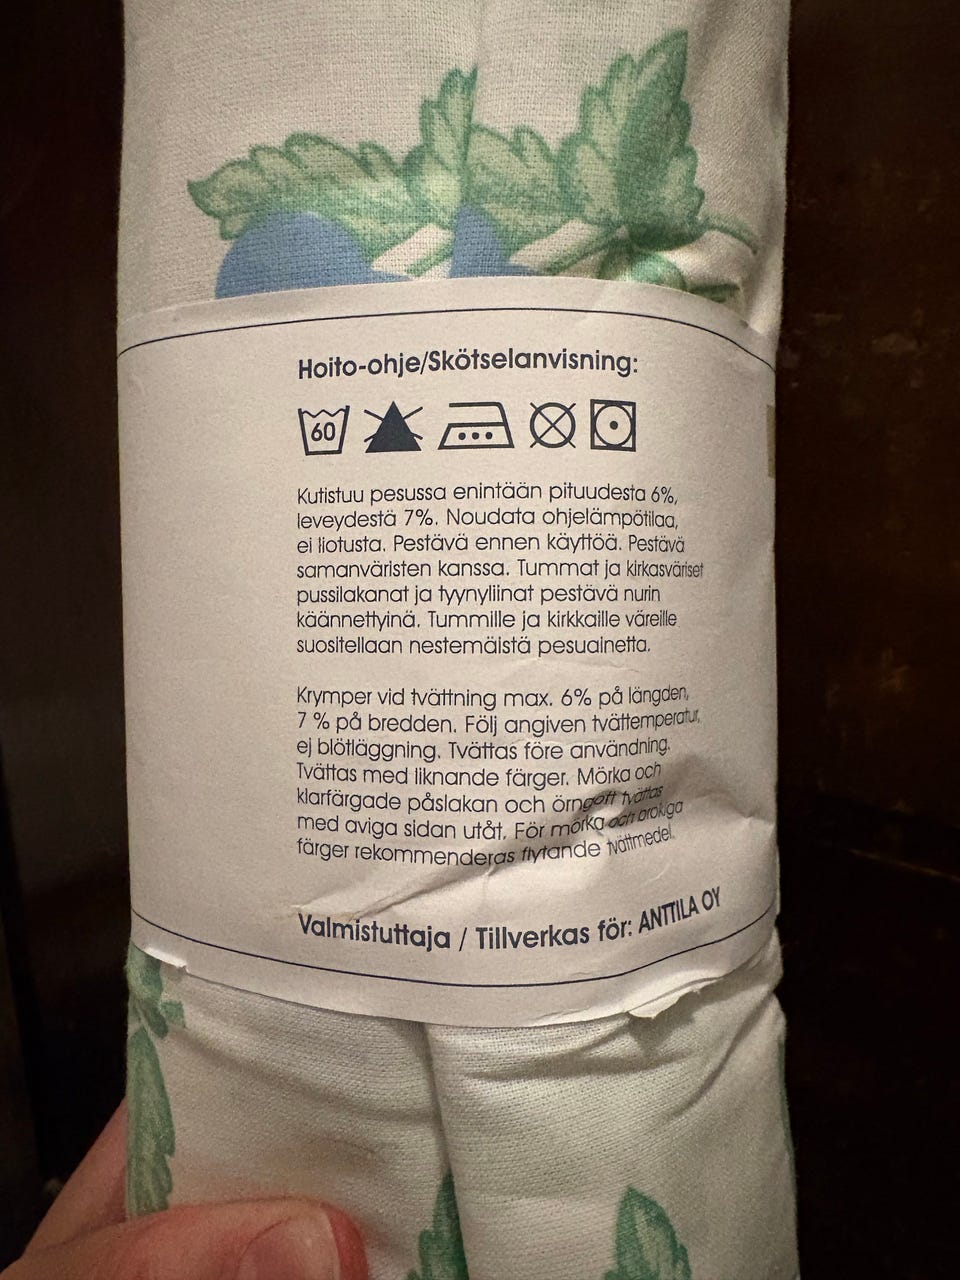 Hoito-ohje/Skötselanvisning:
60
Kutistuu pesussa enintään pituudesta 6%,
leveydestä 7%. Noudata ohjelämpötilaa,
ei liotusta. Pestävä ennen käyttöä. Pestävä
samanväristen kanssa. Tummat ja kirkasväriset
pussilakanat ja tyynyliinat pestävä nurin
käännettyinä. Tummille ja kirkkaille väreille
suositellaan nestemäistä pesuainetta.
Krymper vid tvättning max. 6% på längden,
7 % på bredden. Följ angiven tvättemperatur,
ej blötläggning. Tvättas före användning.
Tvättas med liknande färger. Mörka och
klarfärgade påslakan och örngott tvättas
med aviga sidan utåt. För mörka och brokiga
färger rekommenderas flytande tvättmedel.
Valmistuttaja / Tillverkas för: ANTTILA OY